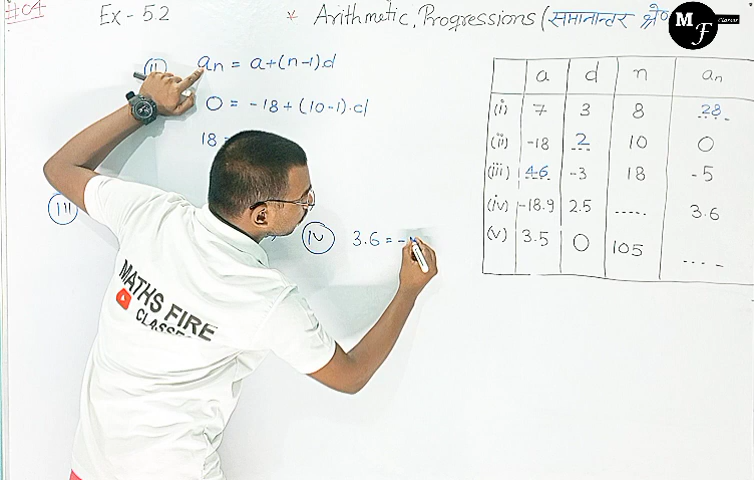 #04 Ex - 5.2 * Arithmetic Progressions (समानान्तर
MF Classes
(ii) an = a+(n-1).d
0 = -18 + (10-1).d
18 =
(iii)
(iv) 3.6 = -
a d n an
(i) 7 3 8 28
(ii) -18 2 10 0
(iii) 46 -3 18 -5
(iv) -18.9 2.5 ..... 3.6
(v) 3.5 0 105 ....
MATHS FIRE
CLASSES